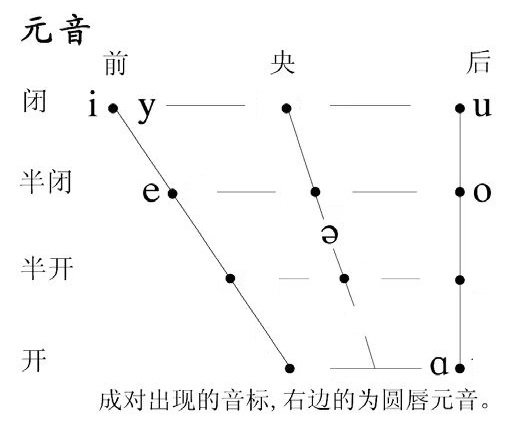 元音
前 央 后
闭 i y u
半闭 e o
ə
半开
开 ɑ
成对出现的音标,右边的为圆唇元音。